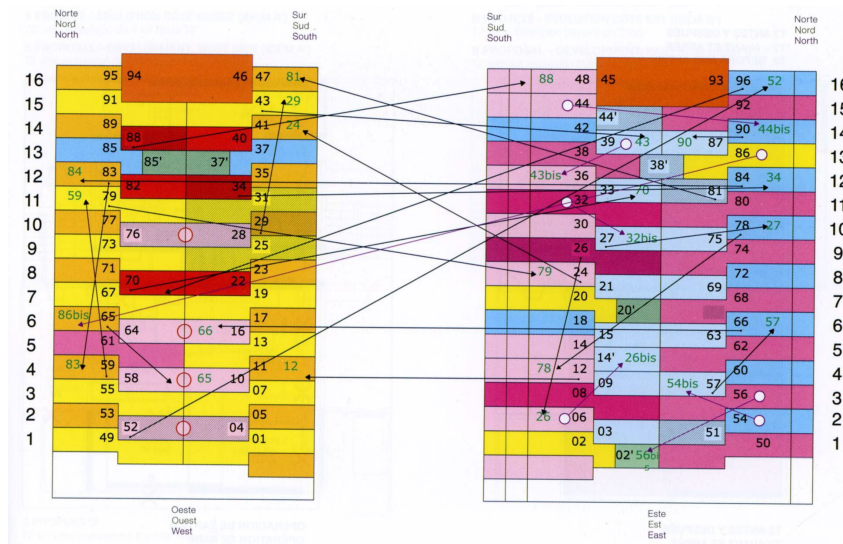 Norte
Nord
North
Sur
Sud
South
16 95 94 46 47 81
15 91 43 29
14 89 88 40 41 24
13 85 85' 37' 37
12 84 83 82 34 35
11 59 79 31
10 77 76 28 29
9 73 25
8 71 70 22 23
7 67 19
6 86bis 65 64 66 16 17
5 61 13
4 83 59 58 65 10 11 12
3 55 07
2 53 52 04 05
1 49 01
Oeste
Ouest
West
Sur
Sud
South
Norte
Nord
North
88 48 45 93 96 52 16
44 44' 92 15
42 39 43 90 87 90 44bis 14
38 38' 86 13
43bis 36 33 70 81 84 34 12
32 80 11
30 27 32bis 75 78 27 10
26 74 9
79 24 21 69 72 8
20 20' 68 7
18 15 63 66 57 6
14 14' 26bis 62 5
78 12 09 54bis 57 60 4
08 56 3
26 06 03 51 54 2
02 02' 56bi
s
50 1
Este
Est
East